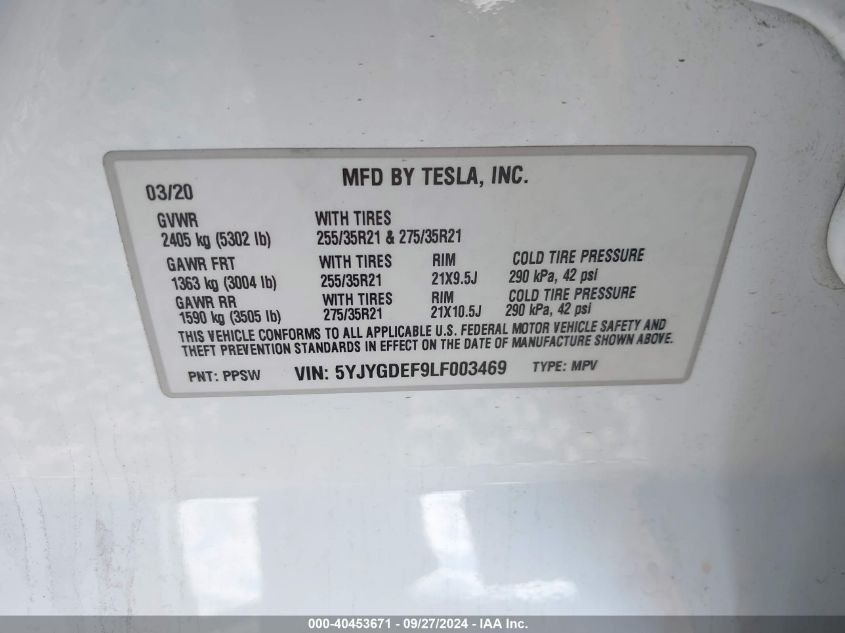 MFD BY TESLA, INC.
03/20
GVWR WITH TIRES
2405 kg (5302 lb) 255/35R21 & 275/35R21
GAWR FRT WITH TIRES RIM COLD TIRE PRESSURE
1363 kg (3004 lb) 255/35R21 21X9.5J 290 kPa, 42 psi
GAWR RR WITH TIRES RIM COLD TIRE PRESSURE
1590 kg (3505 lb) 275/35R21 21X10.5J 290 kPa, 42 psi
THIS VEHICLE CONFORMS TO ALL APPLICABLE U.S. FEDERAL MOTOR VEHICLE SAFETY AND
THEFT PREVENTION STANDARDS IN EFFECT ON THE DATE OF MANUFACTURE SHOWN ABOVE.
PNT: PPSW VIN: 5YJYGDEF9LF003469 TYPE: MPV
000-40453671 - 09/27/2024 - IAA Inc.